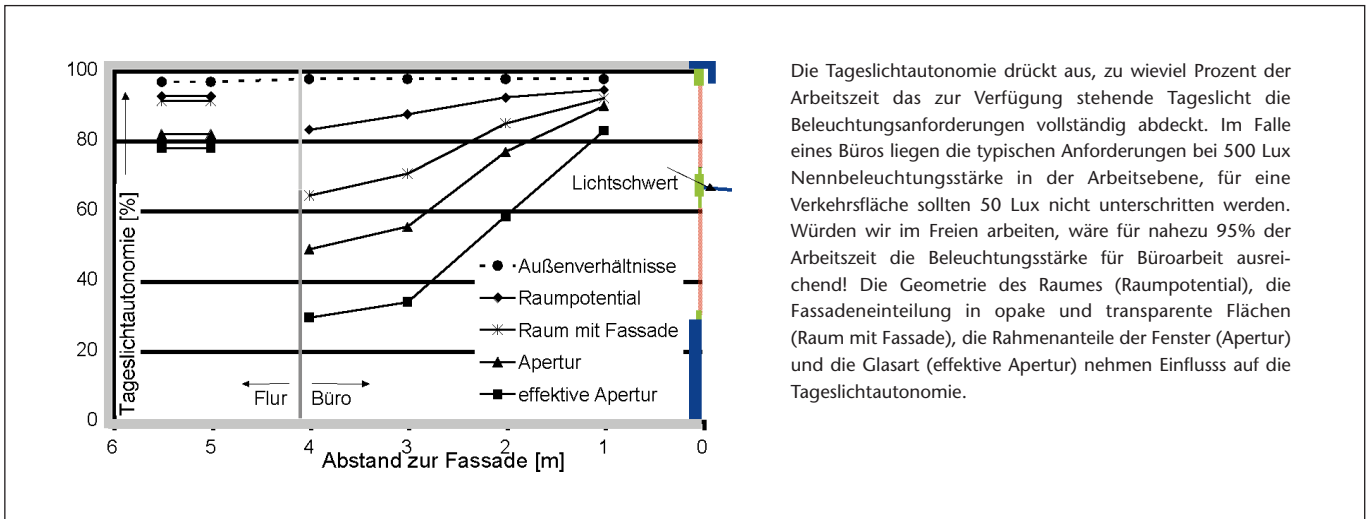 100
80
60
40
20
0
Tageslichtautonomie [%]
6
5
4
3
2
1
0
Abstand zur Fassade [m]
Flur
Büro
Lichtschwert
Außenverhältnisse
Raumpotential
Raum mit Fassade
Apertur
effektive Apertur
Die Tageslichtautonomie drückt aus, zu wieviel Prozent der
Arbeitszeit das zur Verfügung stehende Tageslicht die
Beleuchtungsanforderungen vollständig abdeckt. Im Falle
eines Büros liegen die typischen Anforderungen bei 500 Lux
Nennbeleuchtungsstärke in der Arbeitsebene, für eine
Verkehrsfläche sollten 50 Lux nicht unterschritten werden.
Würden wir im Freien arbeiten, wäre für nahezu 95% der
Arbeitszeit die Beleuchtungsstärke für Büroarbeit ausrei-
chend! Die Geometrie des Raumes (Raumpotential), die
Fassadeneinteilung in opake und transparente Flächen
(Raum mit Fassade), die Rahmenanteile der Fenster (Apertur)
und die Glasart (effektive Apertur) nehmen Einflusss auf die
Tageslichtautonomie.